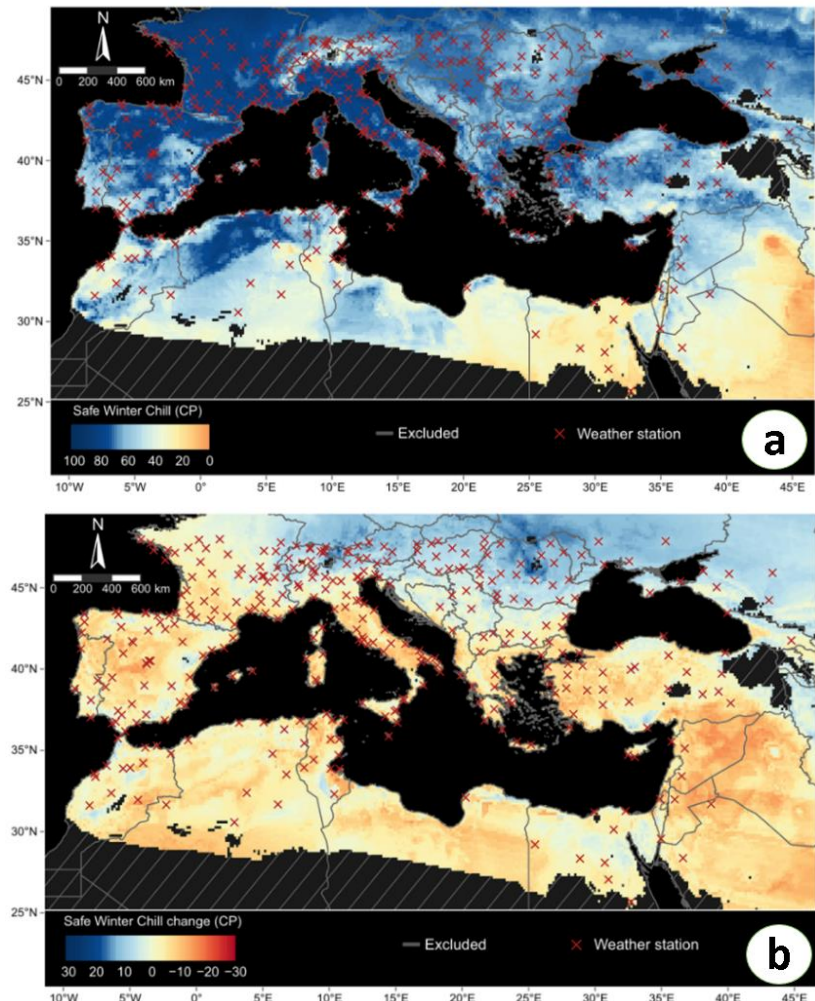 N
0 200 400 600 km
45°N
40°N
35°N
30°N
25°N
Safe Winter Chill (CP)
100 80 60 40 20 0
Excluded
Weather station
a
10°W 5°W 0° 5°E 10°E 15°E 20°E 25°E 30°E 35°E 40°E 45°E
N
0 200 400 600 km
45°N
40°N
35°N
30°N
25°N
Safe Winter Chill change (CP)
30 20 10 0 −10 −20 −30
Excluded
Weather station
b
10°W 5°W 0° 5°E 10°E 15°E 20°E 25°E 30°E 35°E 40°E 45°E